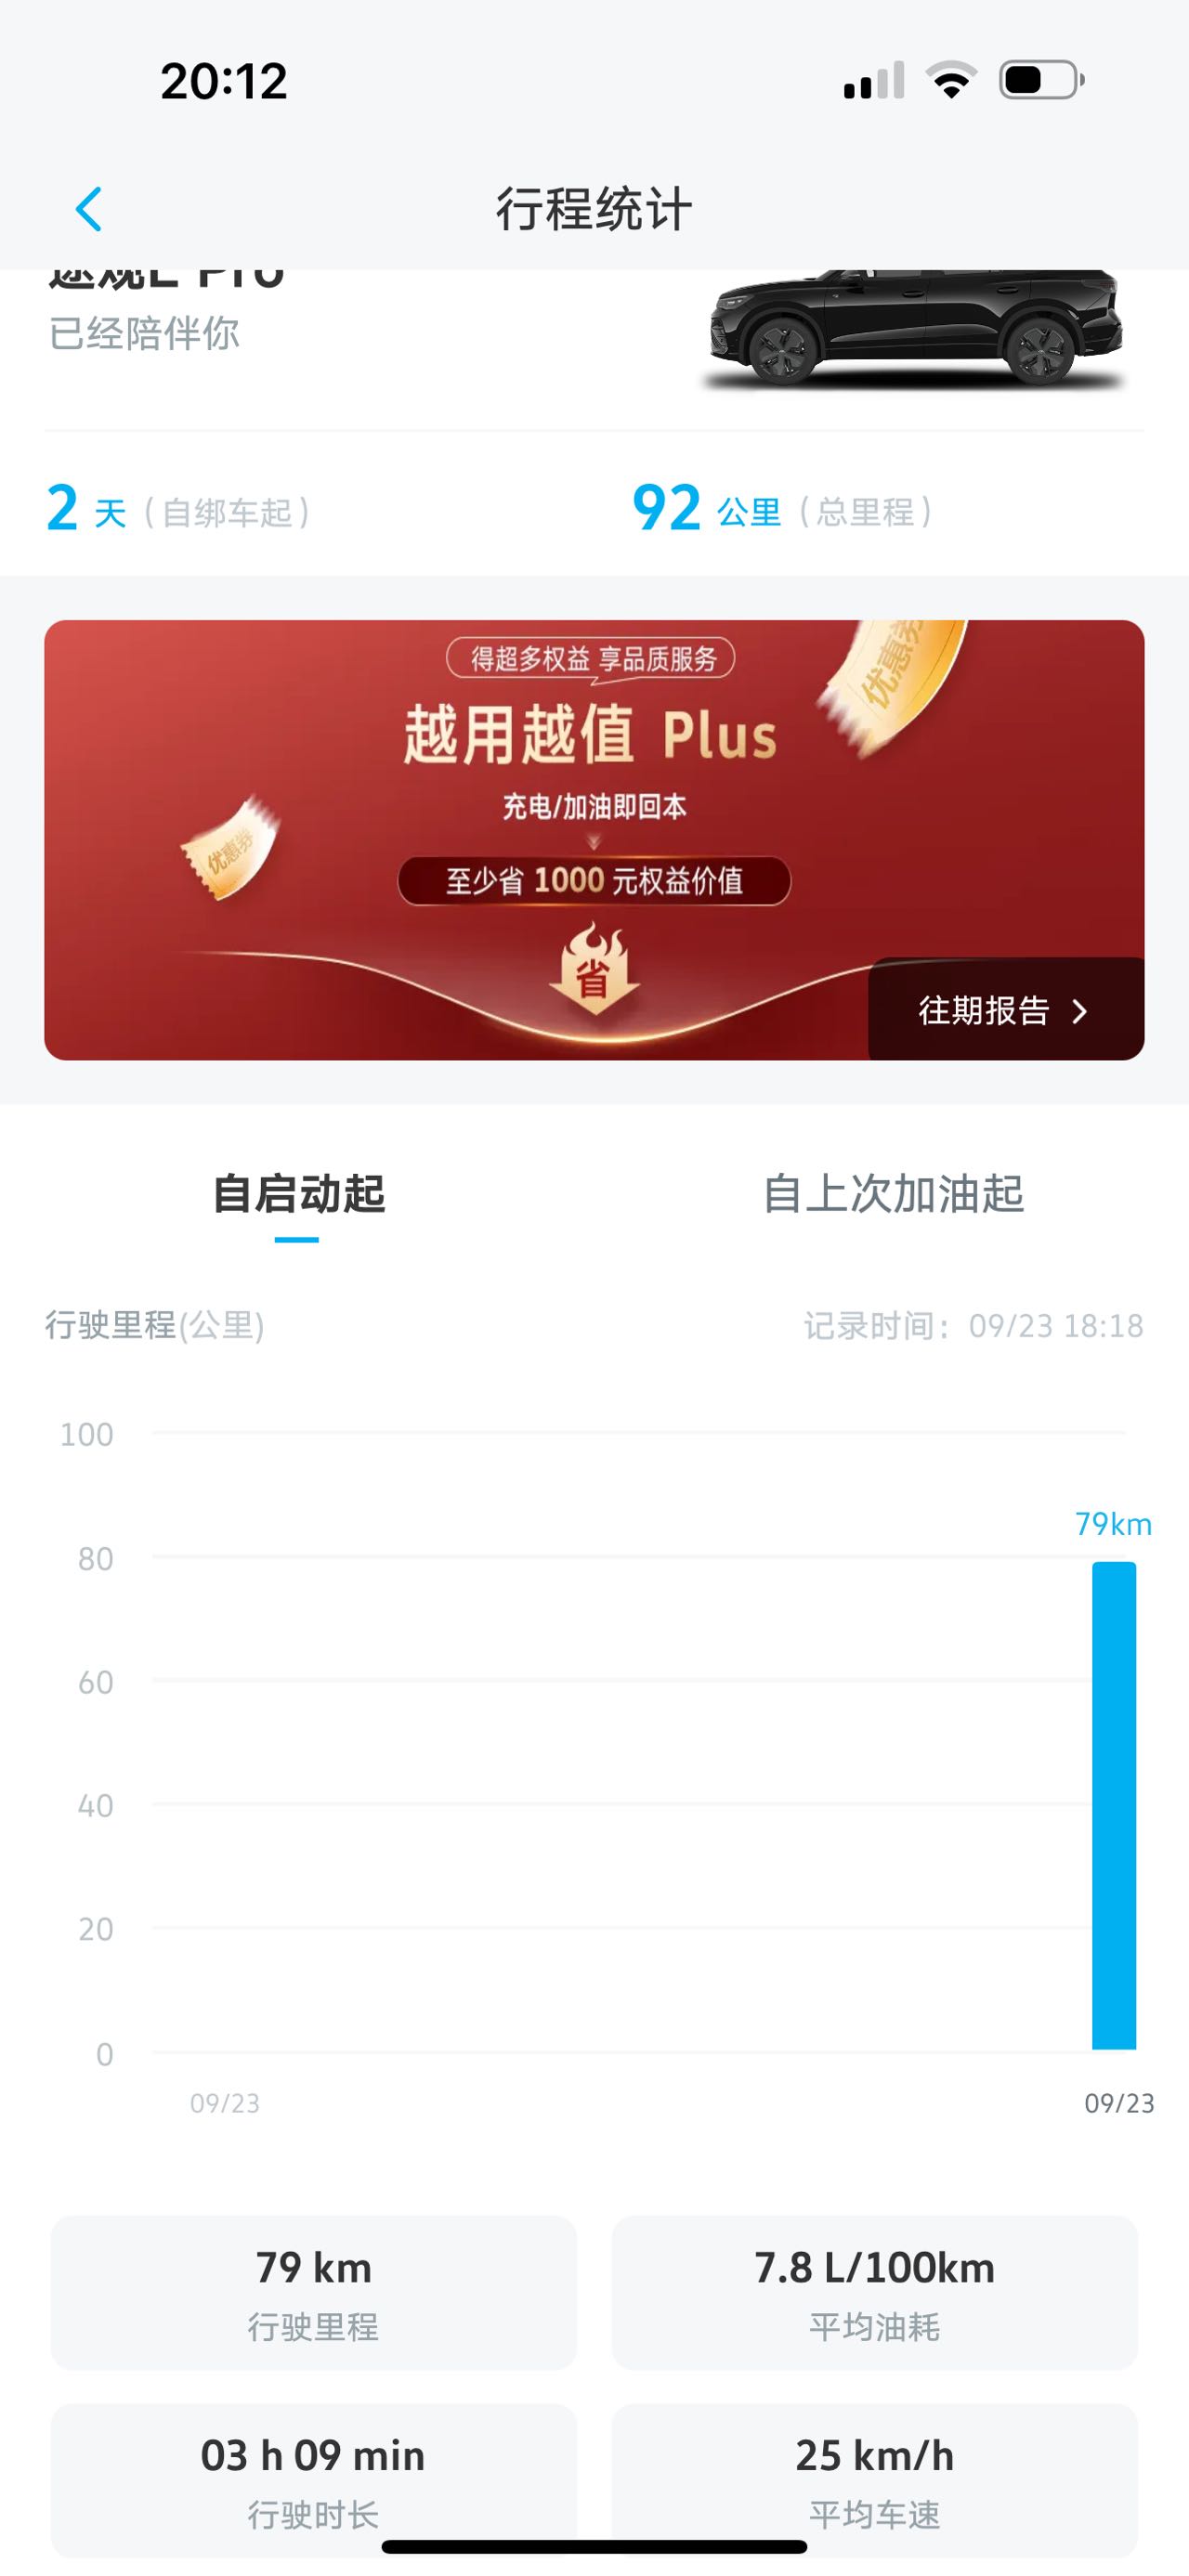 20:12
行程统计
途观L Pro
已经陪伴你
2 天（自绑车起）
92 公里（总里程）
得超多权益 享品质服务
优惠券
越用越值 Plus
充电/加油即回本
优惠券
至少省 1000 元权益价值
省
往期报告
自启动起
自上次加油起
行驶里程(公里)
记录时间：09/23 18:18
100
79km
80
60
40
20
0
09/23
09/23
79 km
行驶里程
7.8 L/100km
平均油耗
03 h 09 min
行驶时长
25 km/h
平均车速